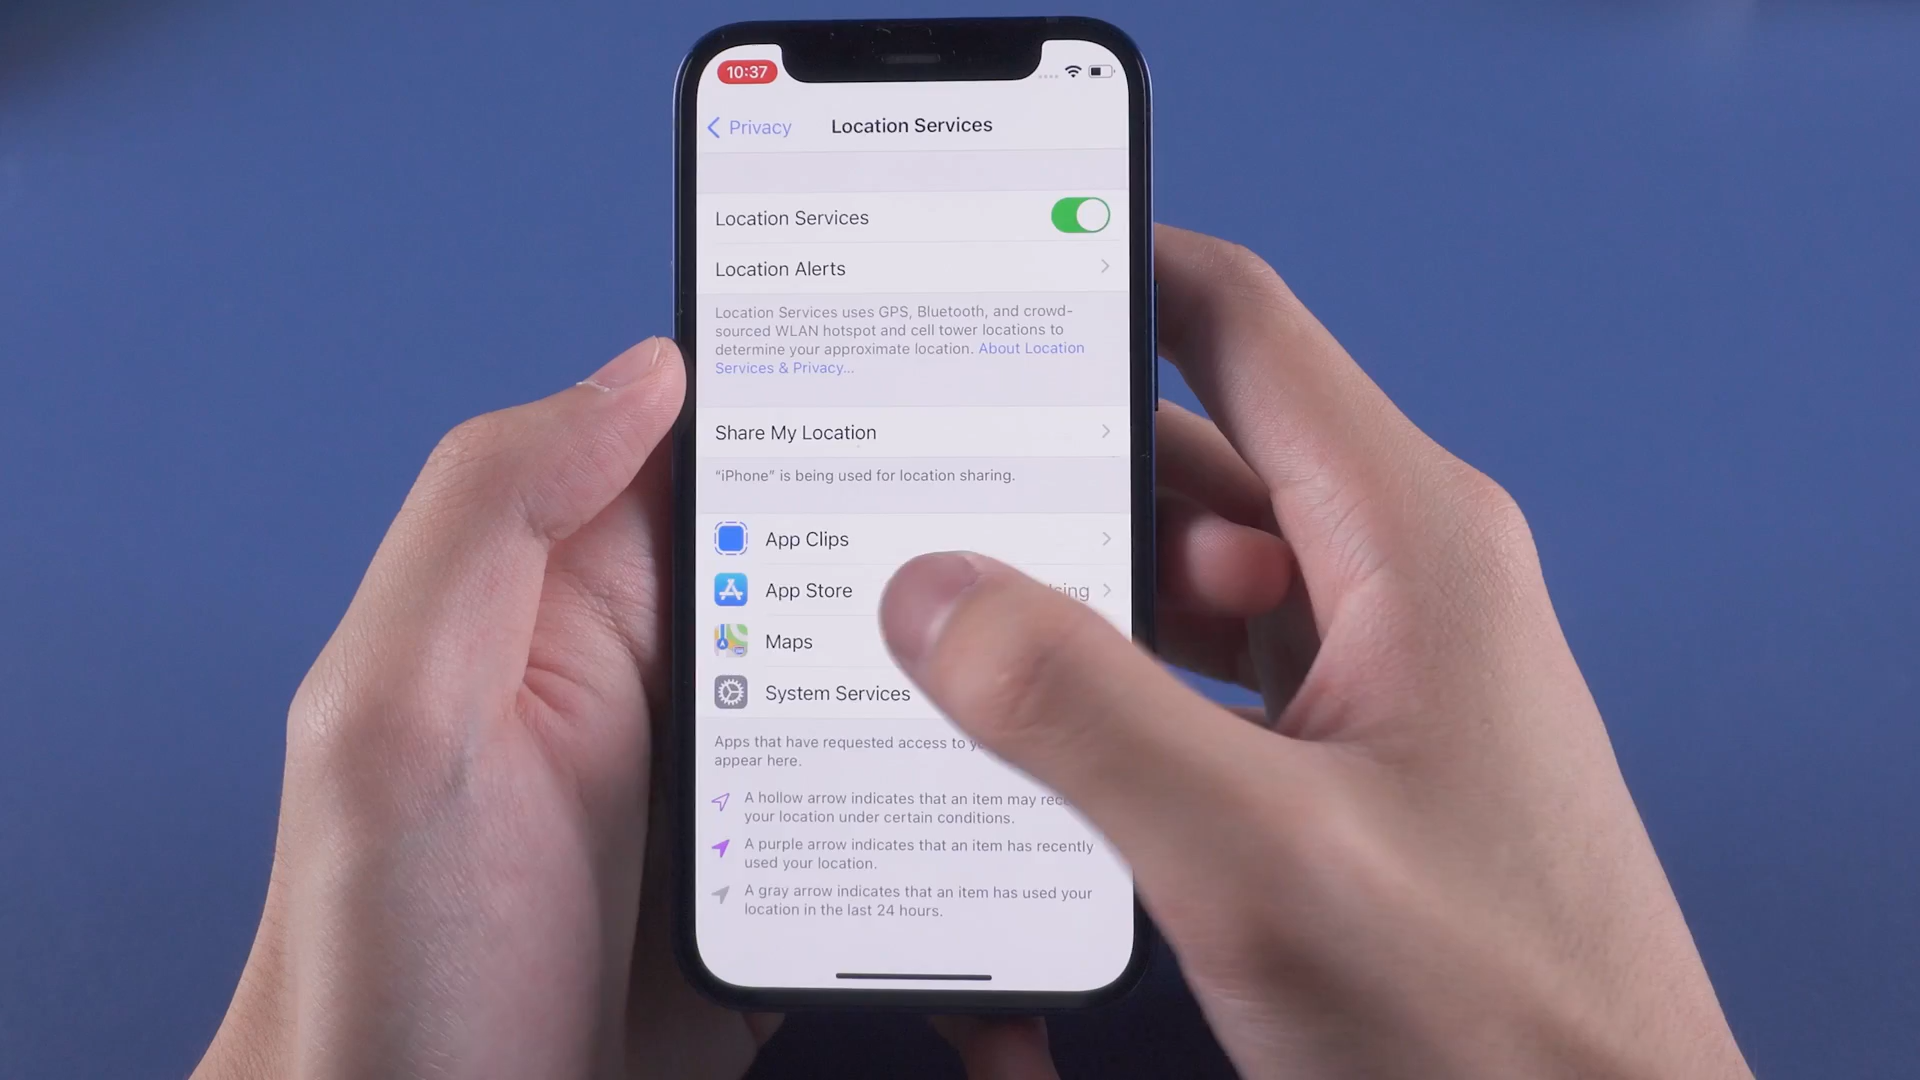 10:37
Privacy
Location Services
Location Services
Location Alerts
Location Services uses GPS, Bluetooth, and crowd-
sourced WLAN hotspot and cell tower locations to
determine your approximate location. About Location
Services & Privacy...
Share My Location
“iPhone” is being used for location sharing.
App Clips
App Store
Maps
System Services
Apps that have requested access to
appear here.
A hollow arrow indicates that an item may
your location under certain conditions.
A purple arrow indicates that an item has recently
used your location.
A gray arrow indicates that an item has used your
location in the last 24 hours.